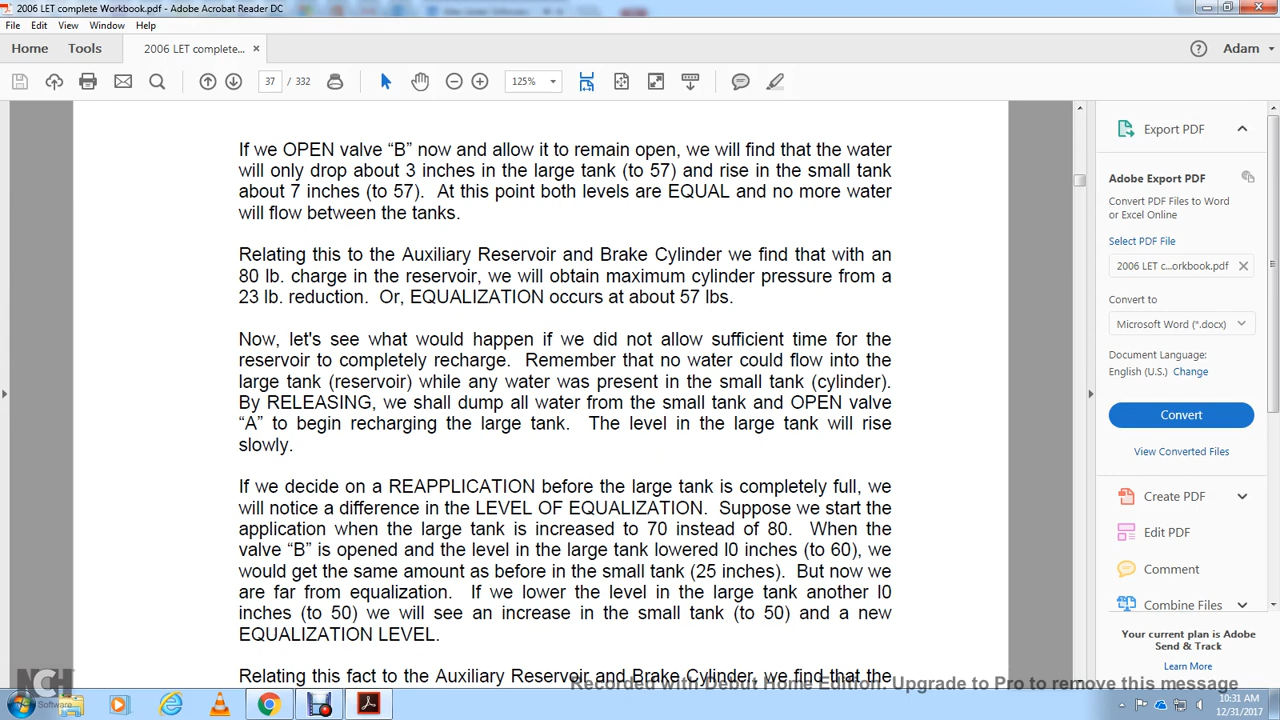 2006 LET complete Workbook.pdf - Adobe Acrobat Reader DC
File Edit View Window Help
Home Tools 2006 LET complete... × Adam
37 / 332 125%
If we OPEN valve “B” now and allow it to remain open, we will find that the water
will only drop about 3 inches in the large tank (to 57) and rise in the small tank
about 7 inches (to 57). At this point both levels are EQUAL and no more water
will flow between the tanks.
Relating this to the Auxiliary Reservoir and Brake Cylinder we find that with an
80 lb. charge in the reservoir, we will obtain maximum cylinder pressure from a
23 lb. reduction. Or, EQUALIZATION occurs at about 57 lbs.
Now, let's see what would happen if we did not allow sufficient time for the
reservoir to completely recharge. Remember that no water could flow into the
large tank (reservoir) while any water was present in the small tank (cylinder).
By RELEASING, we shall dump all water from the small tank and OPEN valve
“A” to begin recharging the large tank. The level in the large tank will rise
slowly.
If we decide on a REAPPLICATION before the large tank is completely full, we
will notice a difference in the LEVEL OF EQUALIZATION. Suppose we start the
application when the large tank is increased to 70 instead of 80. When the
valve “B” is opened and the level in the large tank lowered l0 inches (to 60), we
would get the same amount as before in the small tank (25 inches). But now we
are far from equalization. If we lower the level in the large tank another l0
inches (to 50) we will see an increase in the small tank (to 50) and a new
EQUALIZATION LEVEL.
Relating this fact to the Auxiliary Reservoir and Brake Cylinder, we find that the
Export PDF
Adobe Export PDF
Convert PDF Files to Word
or Excel Online
Select PDF File
2006 LET c...orkbook.pdf
Convert to
Microsoft Word (*.docx)
Document Language:
English (U.S.) Change
Convert
View Converted Files
Create PDF
Edit PDF
Comment
Combine Files
Your current plan is Adobe
Send & Track
Learn More
NCH
Software
Recorded with Debut Home Edition. Upgrade to Pro to remove this message
10:31 AM
12/31/2017